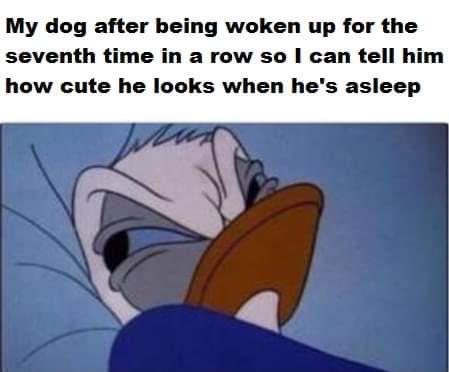 My dog after being woken up for the
seventh time in a row so I can tell him
how cute he looks when he's asleep